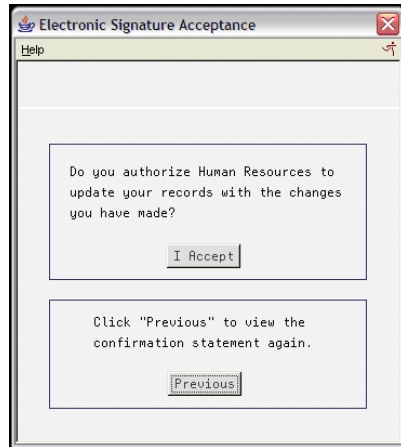 Electronic Signature Acceptance
Help
Do you authorize Human Resources to
update your records with the changes
you have made?
I Accept
Click "Previous" to view the
confirmation statement again.
Previous